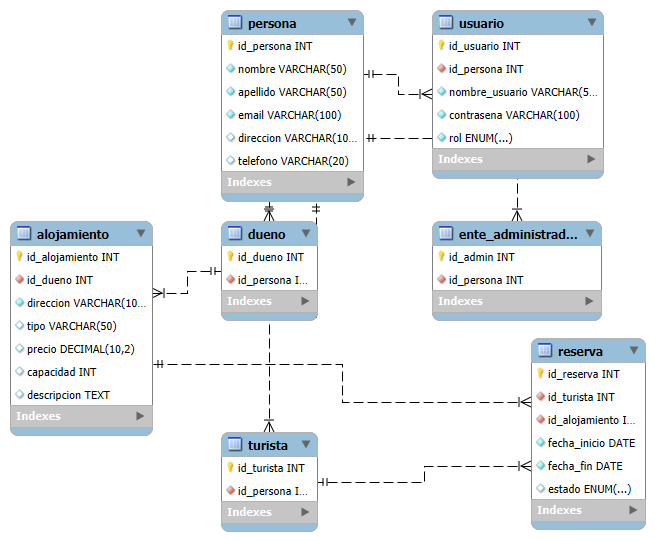 persona
id_persona INT
nombre VARCHAR(50)
apellido VARCHAR(50)
email VARCHAR(100)
direccion VARCHAR(10...
telefono VARCHAR(20)
Indexes
usuario
id_usuario INT
id_persona INT
nombre_usuario VARCHAR(5...
contrasena VARCHAR(100)
rol ENUM(...)
Indexes
alojamiento
id_alojamiento INT
id_dueno INT
direccion VARCHAR(10...
tipo VARCHAR(50)
precio DECIMAL(10,2)
capacidad INT
descripcion TEXT
Indexes
dueno
id_dueno INT
id_persona I...
Indexes
ente_administrad...
id_admin INT
id_persona INT
Indexes
turista
id_turista INT
id_persona I...
Indexes
reserva
id_reserva INT
id_turista INT
id_alojamiento I...
fecha_inicio DATE
fecha_fin DATE
estado ENUM(...)
Indexes